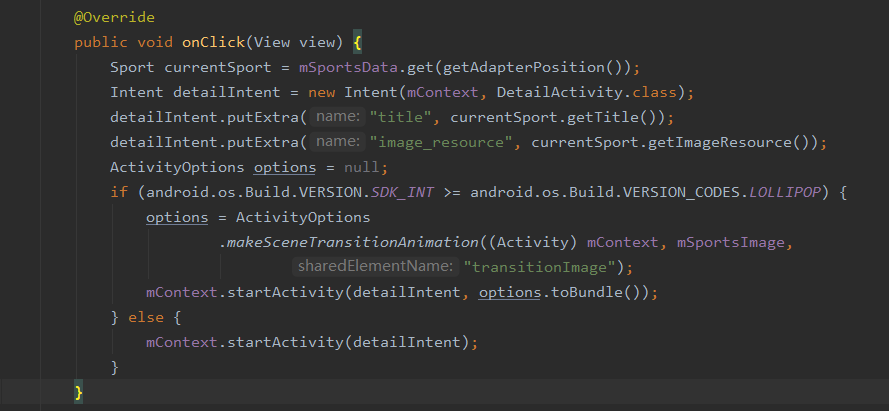 @Override
public void onClick(View view) {
Sport currentSport = mSportsData.get(getAdapterPosition());
Intent detailIntent = new Intent(mContext, DetailActivity.class);
detailIntent.putExtra( name: "title", currentSport.getTitle());
detailIntent.putExtra( name: "image_resource", currentSport.getImageResource());
ActivityOptions options = null;
if (android.os.Build.VERSION.SDK_INT >= android.os.Build.VERSION_CODES.LOLLIPOP) {
options = ActivityOptions
.makeSceneTransitionAnimation((Activity) mContext, mSportsImage,
sharedElementName: "transitionImage");
mContext.startActivity(detailIntent, options.toBundle());
} else {
mContext.startActivity(detailIntent);
}
}